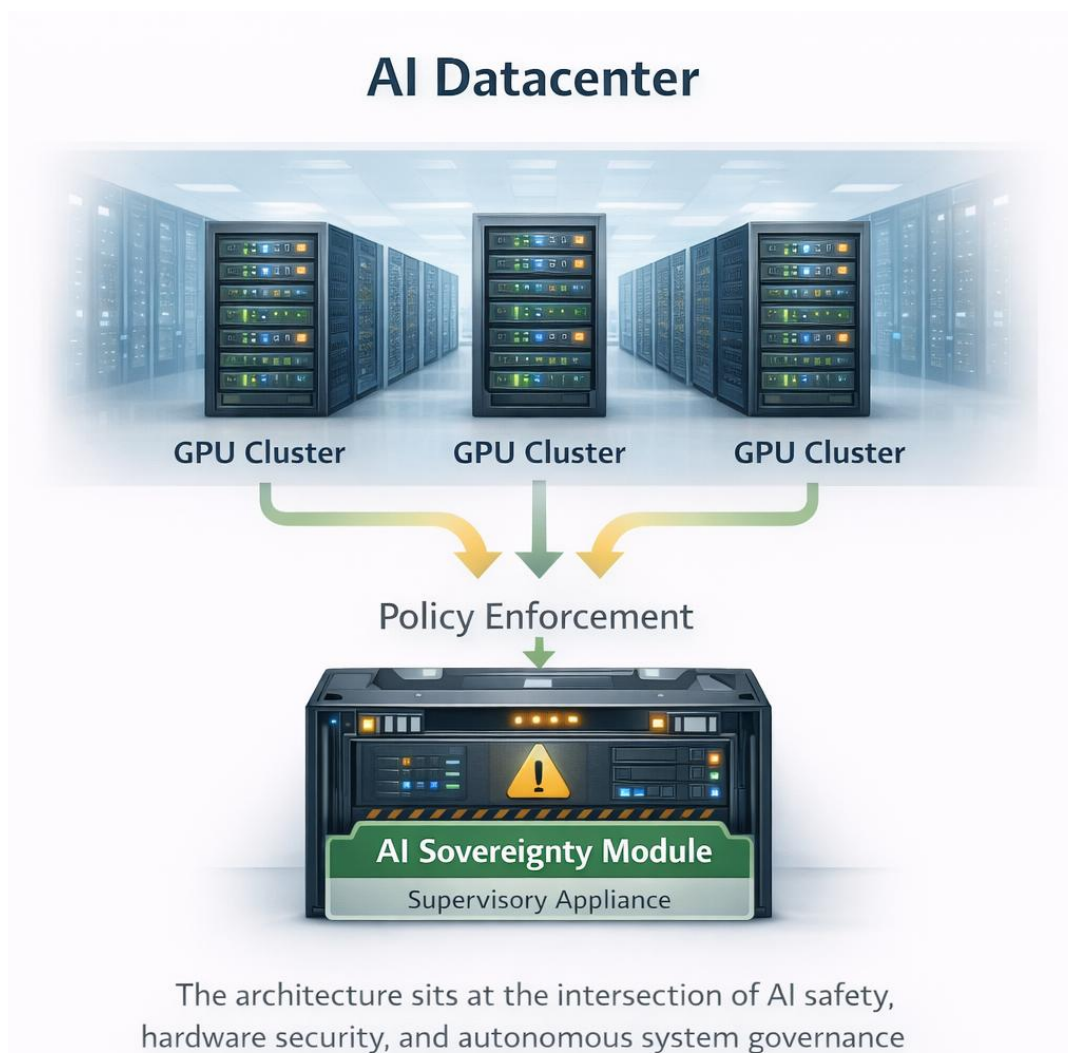 AI Datacenter
GPU Cluster GPU Cluster GPU Cluster
Policy Enforcement
AI Sovereignty Module
Supervisory Appliance
The architecture sits at the intersection of AI safety,
hardware security, and autonomous system governance